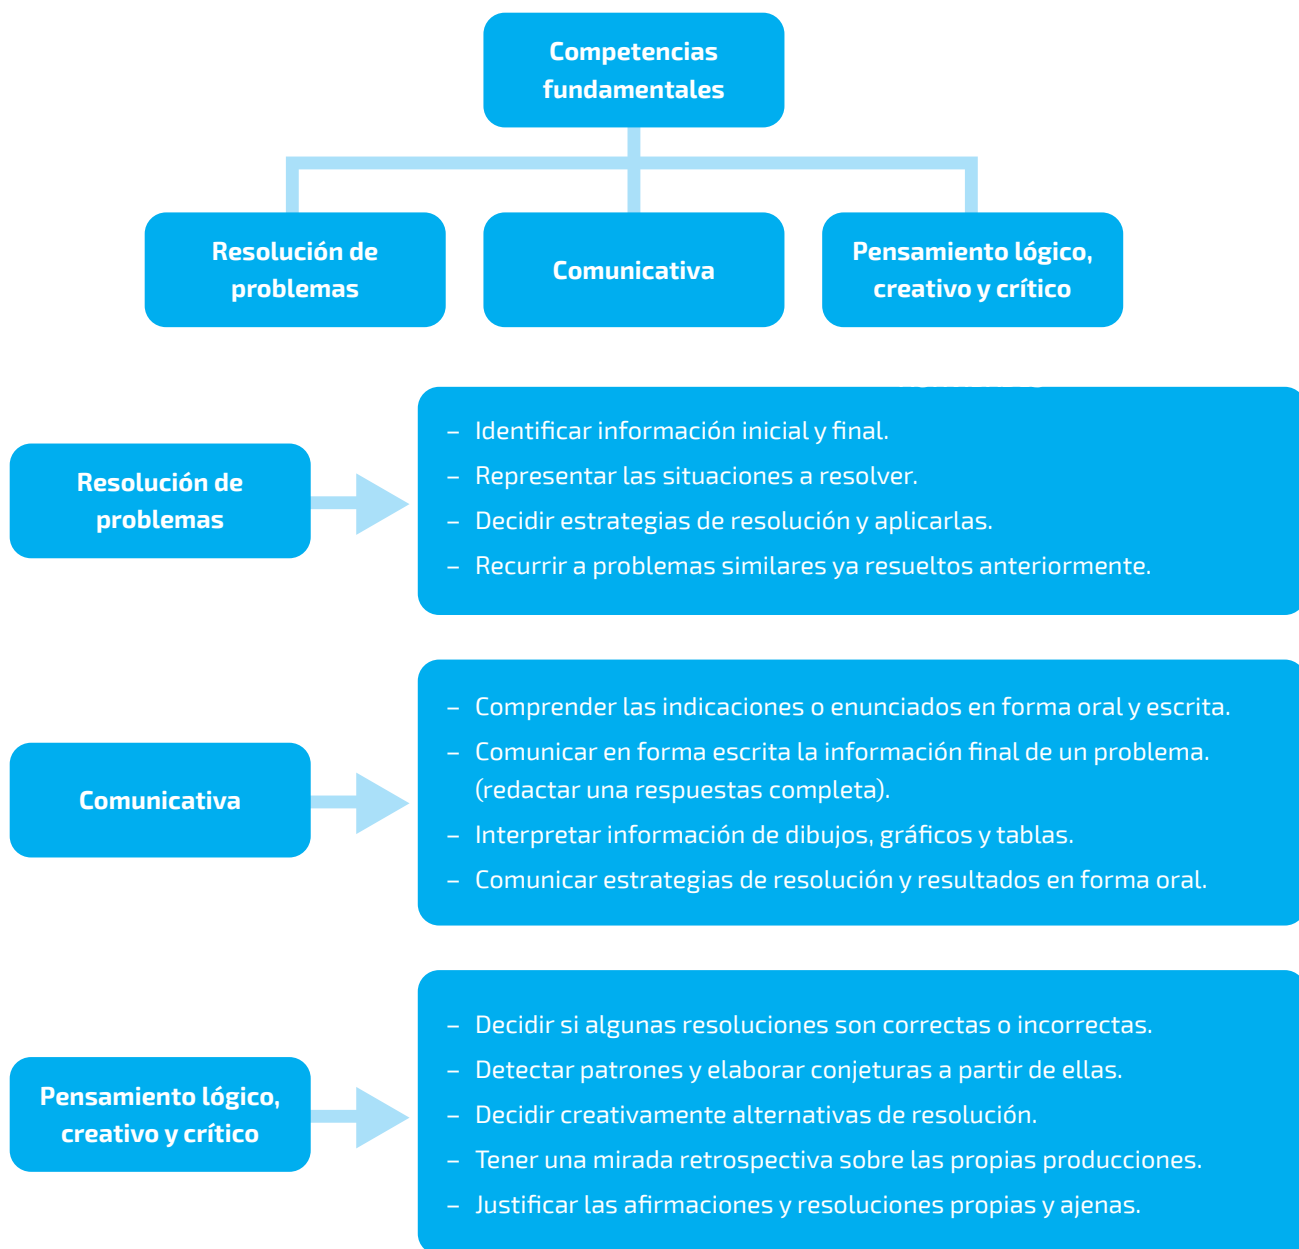 Competencias
fundamentales
Resolución de
problemas
Comunicativa
Pensamiento lógico,
creativo y crítico
Resolución de
problemas
– Identificar información inicial y final.
– Representar las situaciones a resolver.
– Decidir estrategias de resolución y aplicarlas.
– Recurrir a problemas similares ya resueltos anteriormente.
Comunicativa
– Comprender las indicaciones o enunciados en forma oral y escrita.
– Comunicar en forma escrita la información final de un problema.
(redactar una respuestas completa).
– Interpretar información de dibujos, gráficos y tablas.
– Comunicar estrategias de resolución y resultados en forma oral.
Pensamiento lógico,
creativo y crítico
– Decidir si algunas resoluciones son correctas o incorrectas.
– Detectar patrones y elaborar conjeturas a partir de ellas.
– Decidir creativamente alternativas de resolución.
– Tener una mirada retrospectiva sobre las propias producciones.
– Justificar las afirmaciones y resoluciones propias y ajenas.